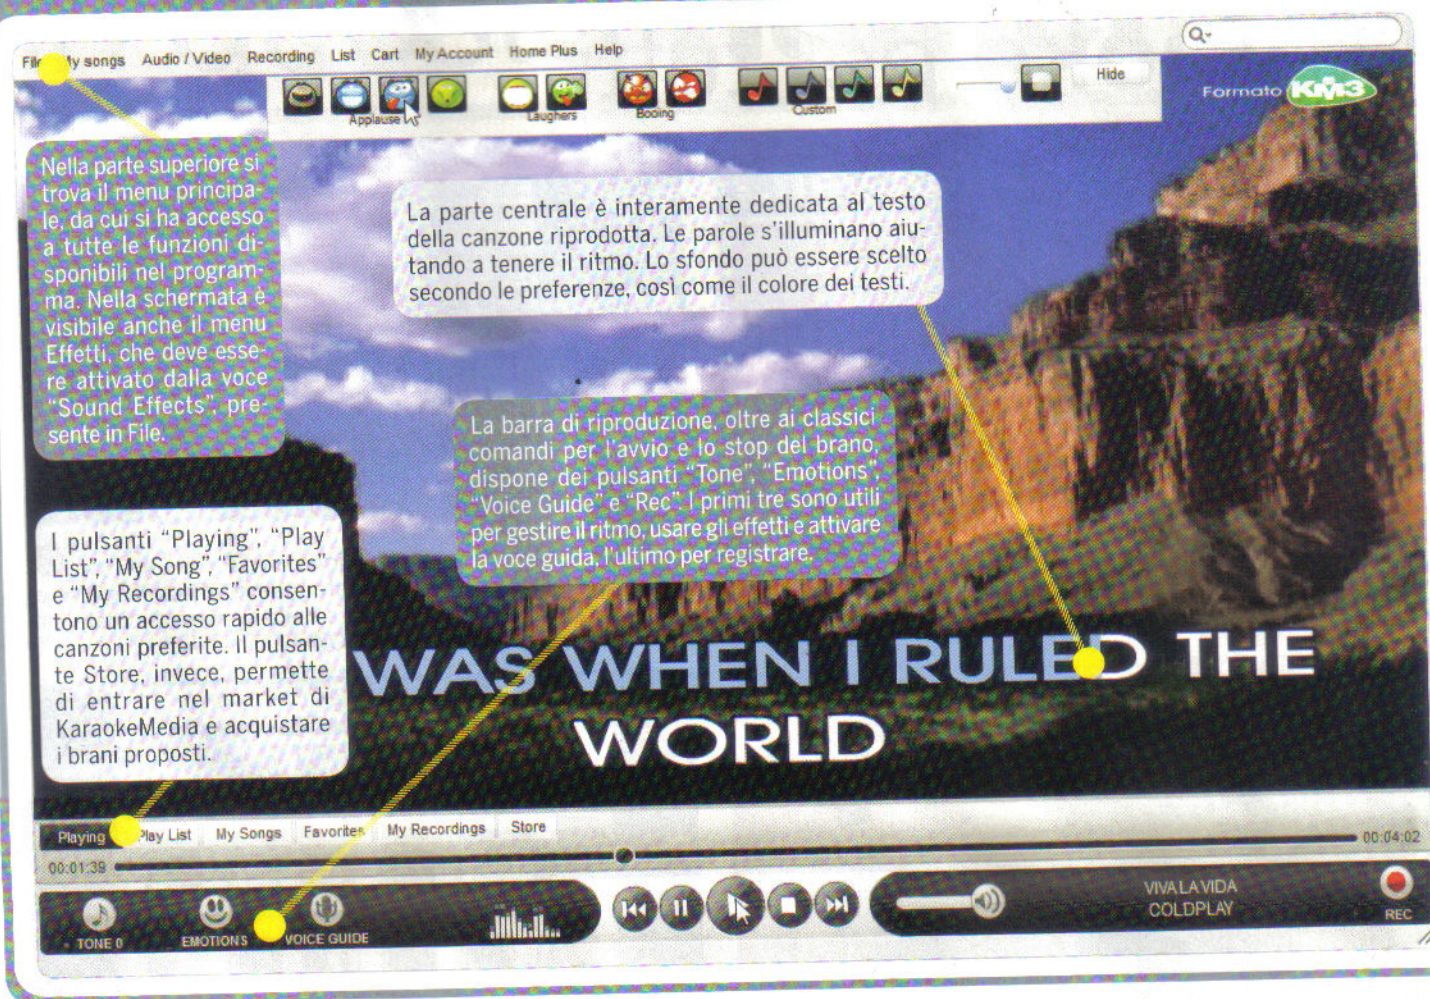 File My songs Audio / Video Recording List Cart My Account Home Plus Help
Hide
Applause
Laughers
Booing
Custom
Formato KM3
Nella parte superiore si
trova il menu principa-
le, da cui si ha accesso
a tutte le funzioni di-
sponibili nel program-
ma. Nella schermata è
visibile anche il menu
Effetti, che deve esse-
re attivato dalla voce
“Sound Effects”, pre-
sente in File.
La parte centrale è interamente dedicata al testo
della canzone riprodotta. Le parole s'illuminano aiu-
tando a tenere il ritmo. Lo sfondo può essere scelto
secondo le preferenze, così come il colore dei testi.
La barra di riproduzione, oltre ai classici
comandi per l'avvio e lo stop del brano,
dispone dei pulsanti “Tone”, “Emotions”,
“Voice Guide” e “Rec”. I primi tre sono utili
per gestire il ritmo, usare gli effetti e attivare
la voce guida, l'ultimo per registrare.
I pulsanti “Playing”, “Play
List”, “My Song”, “Favorites”
e “My Recordings” consen-
tono un accesso rapido alle
canzoni preferite. Il pulsan-
te Store, invece, permette
di entrare nel market di
KaraokeMedia e acquistare
i brani proposti.
WAS WHEN I RULED THE
WORLD
Playing Play List My Songs Favorites My Recordings Store
00:01:39
00:04:02
TONE 0 EMOTIONS VOICE GUIDE
VIVA LA VIDA
COLDPLAY
REC